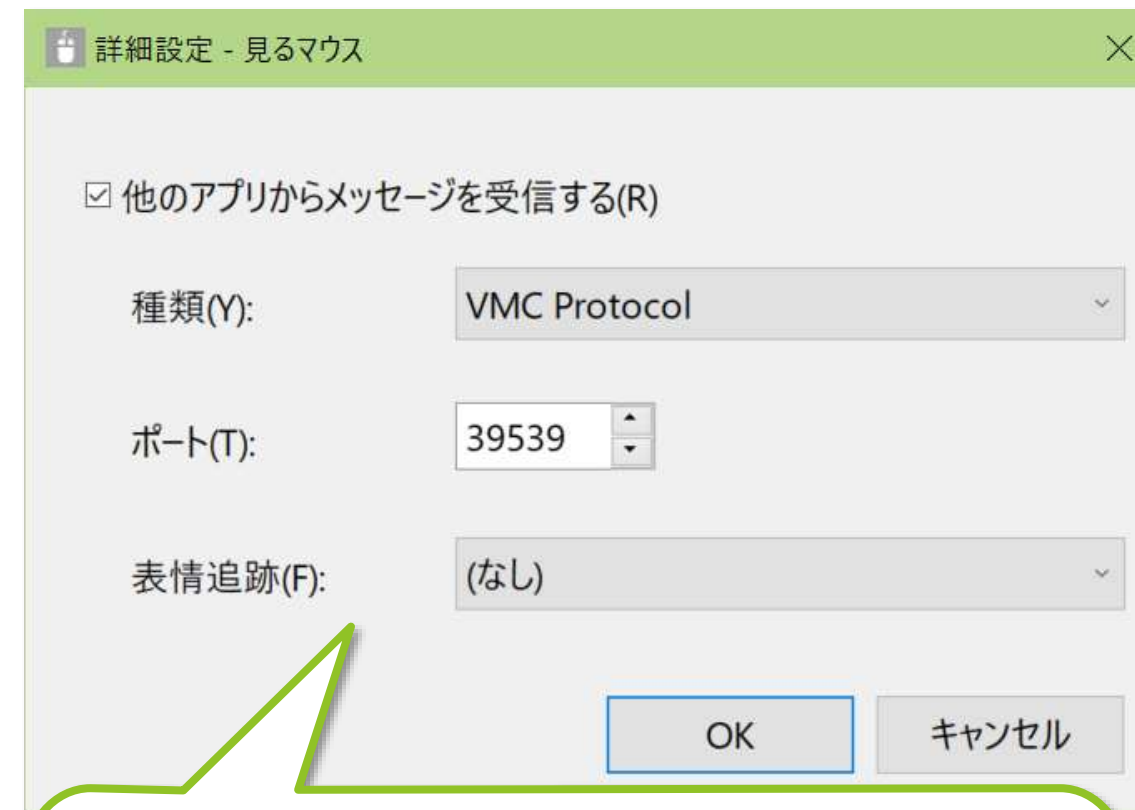 詳細設定 - 見るマウス
他のアプリからメッセージを受信する(R)
種類(Y): VMC Protocol
ポート(T): 39539
表情追跡(F): (なし)
OK キャンセル